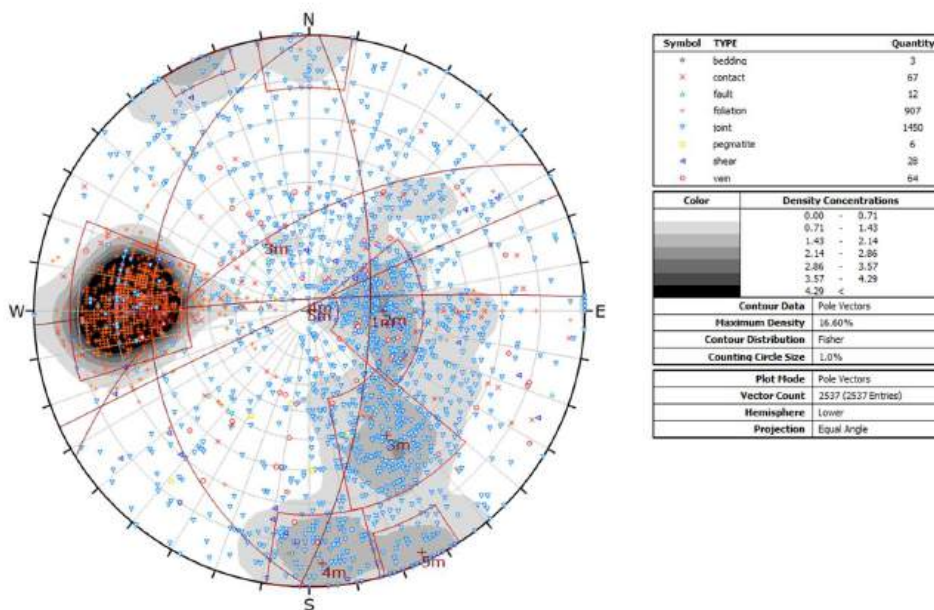 N
W
E
S
3m
1m
2m
3m
4m
5m
Symbol TYPE Quantity
bedding 3
contact 67
fault 12
foliation 907
joint 1450
pegmatite 6
shear 28
vein 64
Color Density Concentrations
0.00 - 0.71
0.71 - 1.43
1.43 - 2.14
2.14 - 2.86
2.86 - 3.57
3.57 - 4.29
4.29 <
Contour Data Pole Vectors
Maximum Density 16.60%
Contour Distribution Fisher
Counting Circle Size 1.0%
Plot Mode Pole Vectors
Vector Count 2537 (2537 Entries)
Hemisphere Lower
Projection Equal Angle